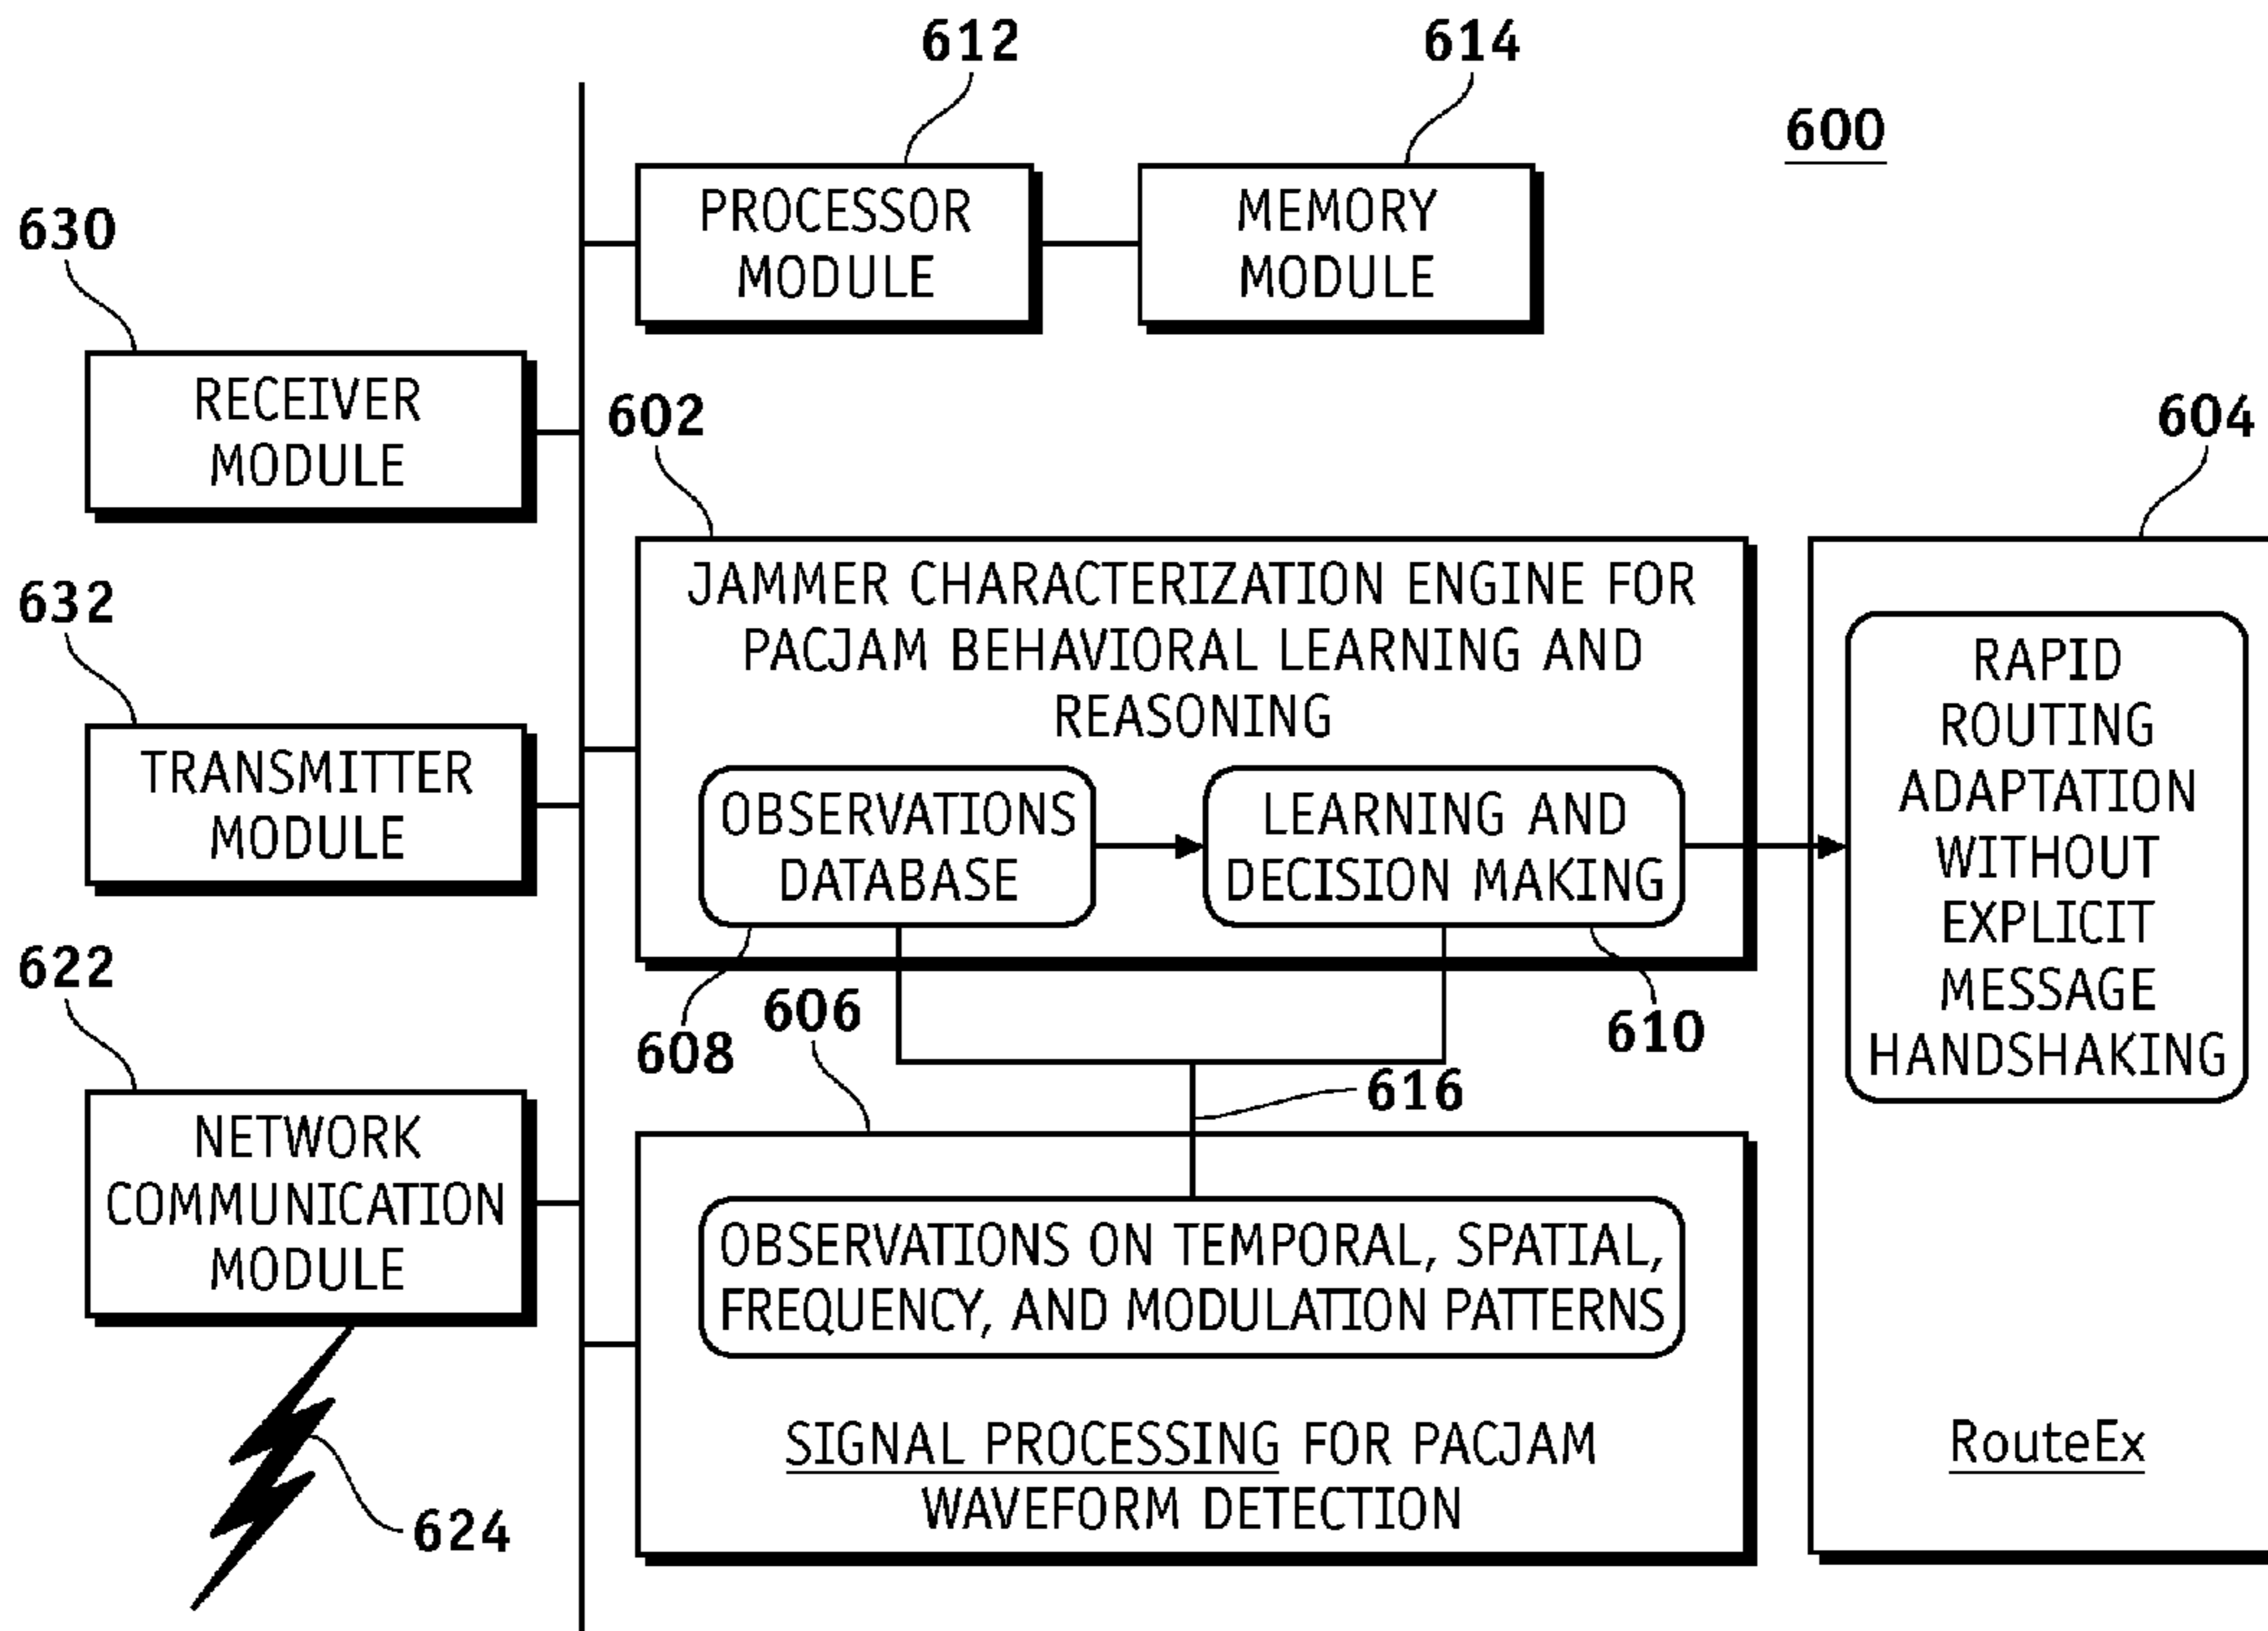 612
614
600
PROCESSOR
MODULE
MEMORY
MODULE
630
RECEIVER
MODULE
602
604
JAMMER CHARACTERIZATION ENGINE FOR
PACJAM BEHAVIORAL LEARNING AND
REASONING
OBSERVATIONS
DATABASE
LEARNING AND
DECISION MAKING
RAPID
ROUTING
ADAPTATION
WITHOUT
EXPLICIT
MESSAGE
HANDSHAKING
632
TRANSMITTER
MODULE
622
608
606
610
616
NETWORK
COMMUNICATION
MODULE
OBSERVATIONS ON TEMPORAL, SPATIAL,
FREQUENCY, AND MODULATION PATTERNS
SIGNAL PROCESSING FOR PACJAM
WAVEFORM DETECTION
RouteEx
624